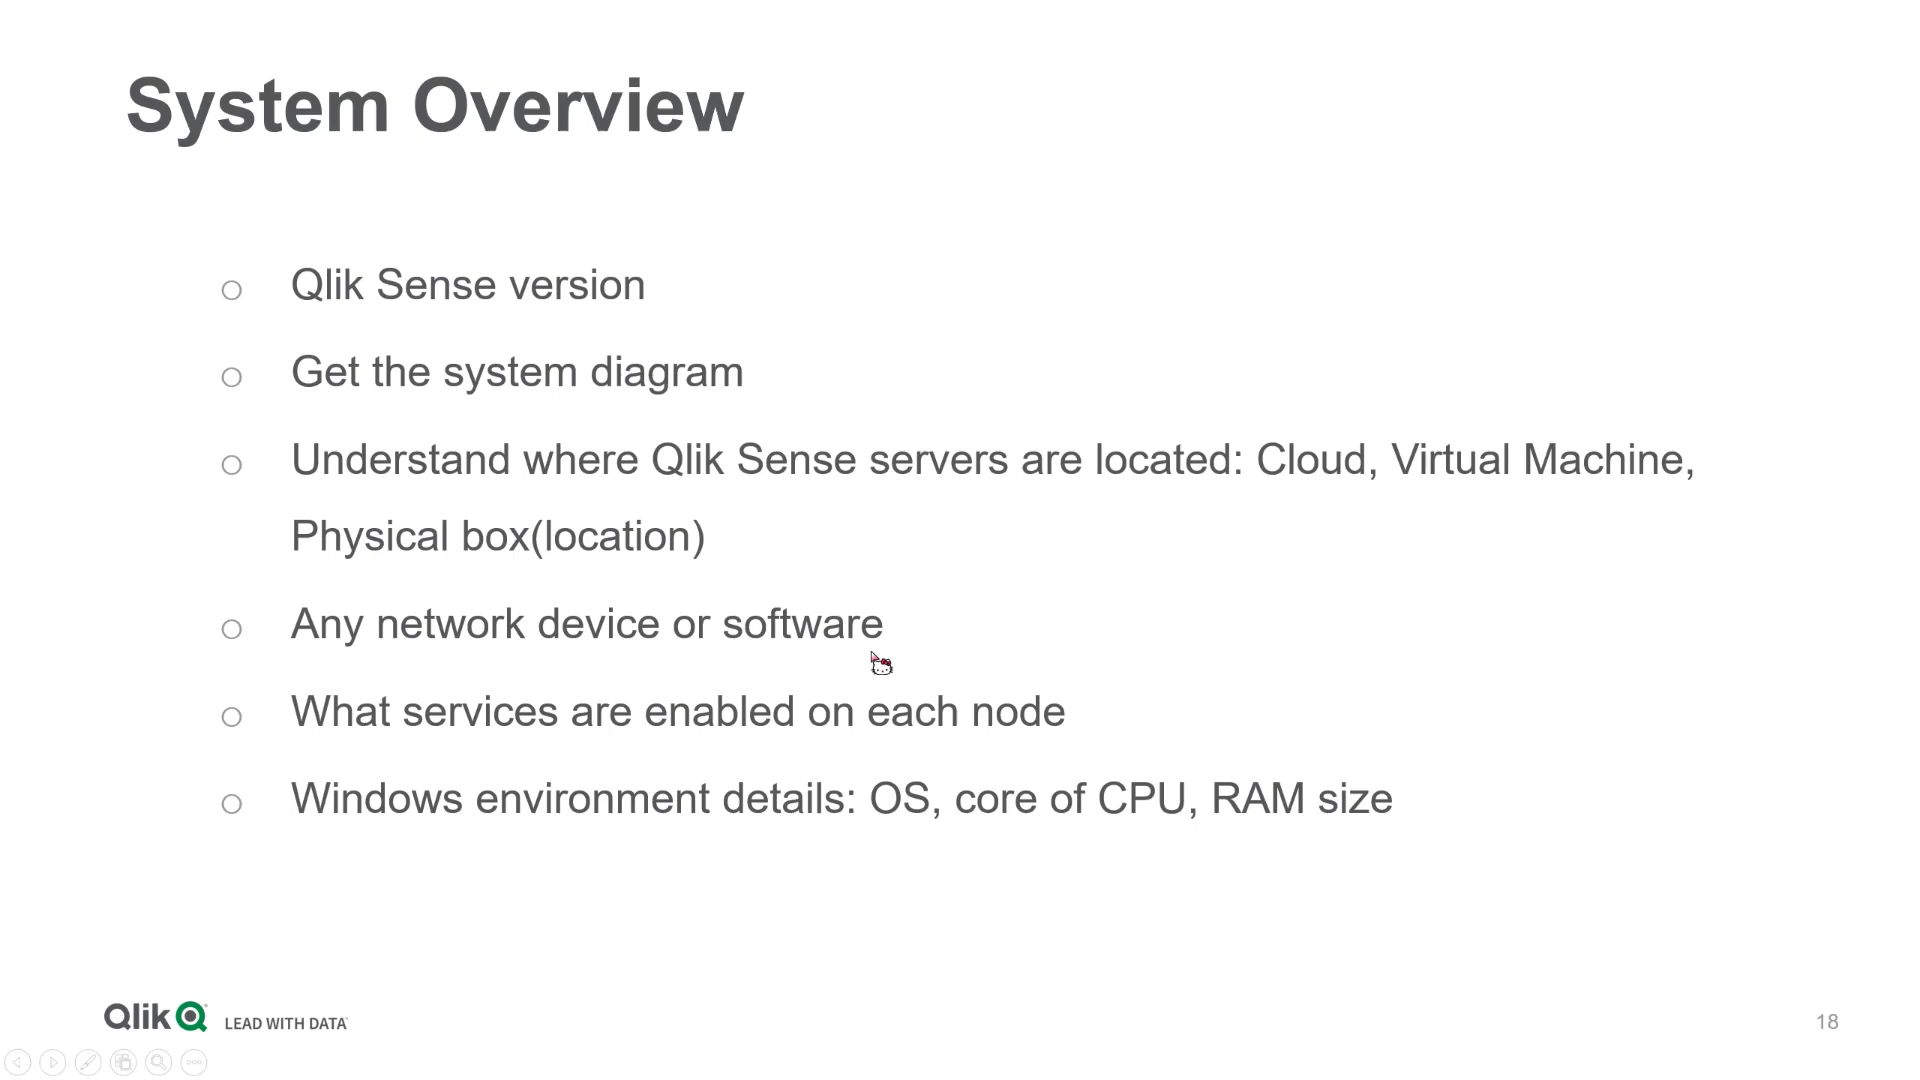 System Overview
Qlik Sense version
Get the system diagram
Understand where Qlik Sense servers are located: Cloud, Virtual Machine,
Physical box(location)
Any network device or software
What services are enabled on each node
Windows environment details: OS, core of CPU, RAM size
Qlik LEAD WITH DATA
18